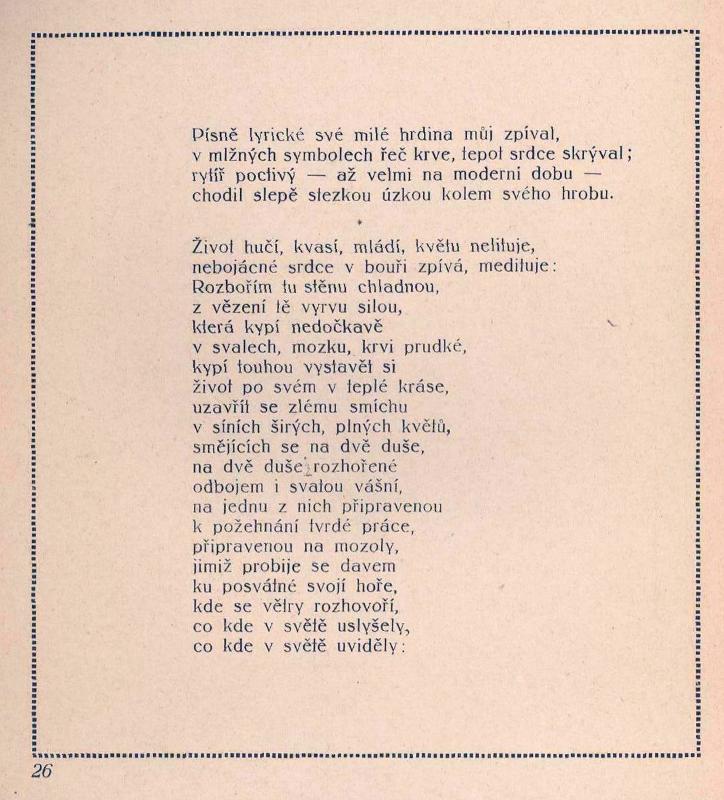 Písně lyrické své milé hrdina můj zpíval,
v mlžných symbolech řeč krve, tepot srdce skrýval;
rytíř poctivý — až velmi na moderní dobu —
chodil slepě stezkou úzkou kolem svého hrobu.
*
Život hučí, kvasí, mládí, květu nelituje,
nebojácné srdce v bouři zpívá, medituje:
Rozbořím tu stěnu chladnou,
z vězení tě vyrvu silou,
která kypí nedočkavě
v svalech, mozku, krvi prudké,
kypí touhou vystavět si
život po svém v teplé kráse,
uzavřít se zlému smíchu
v síních širých, plných květů,
smějících se na dvě duše,
na dvě duše rozhořené
odbojem i svatou vášní,
na jednu z nich připravenou
k požehnání tvrdé práce,
připravenou na mozoly,
jimiž probije se davem
ku posvátné svojí hoře,
kde se větry rozhovoří,
co kde v světě uslyšely,
co kde v světě uviděly:
26